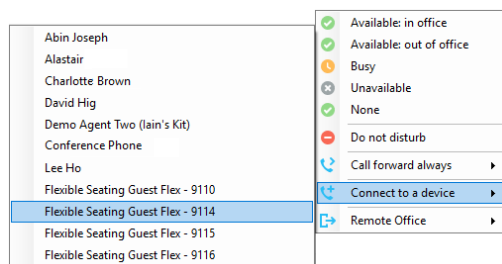 Abin Joseph
Alastair
Charlotte Brown
David Hig
Demo Agent Two (Iain's Kit)
Conference Phone
Lee Ho
Flexible Seating Guest Flex - 9110
Flexible Seating Guest Flex - 9114
Flexible Seating Guest Flex - 9115
Flexible Seating Guest Flex - 9116
Available: in office
Available: out of office
Busy
Unavailable
None
Do not disturb
Call forward always
Connect to a device
Remote Office